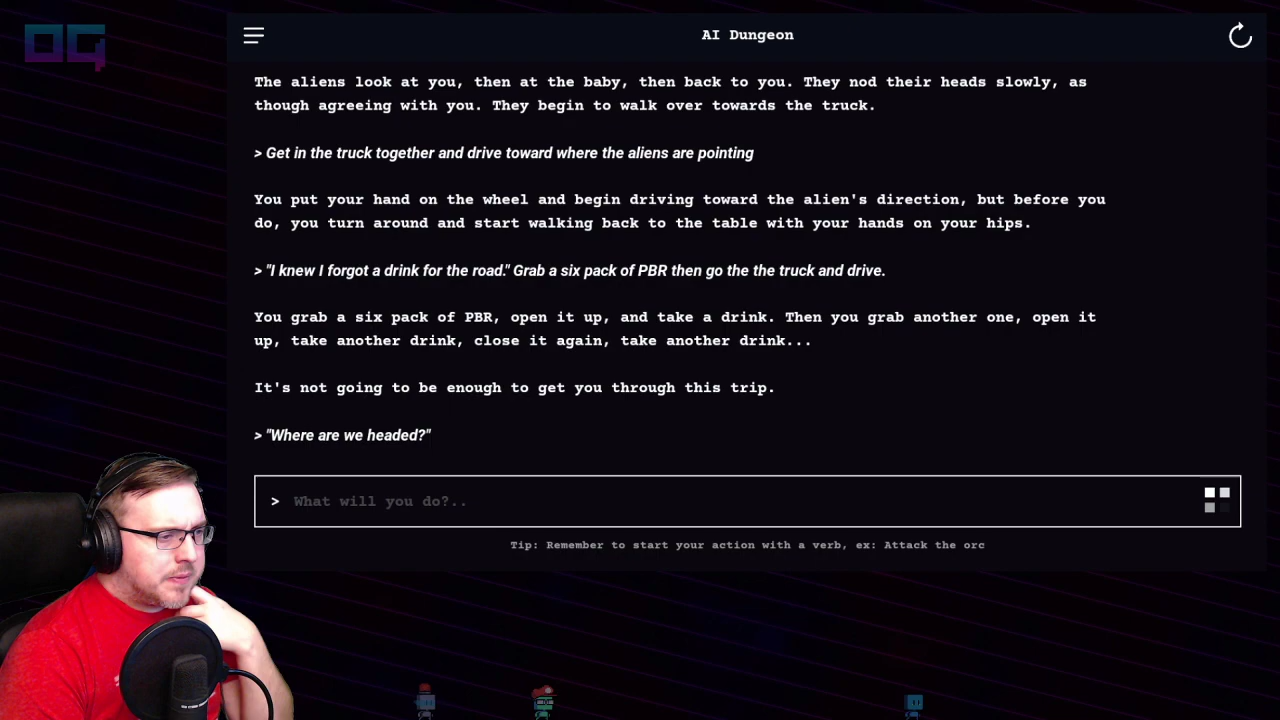 OG
AI Dungeon
The aliens look at you, then at the baby, then back to you. They nod their heads slowly, as
though agreeing with you. They begin to walk over towards the truck.
> Get in the truck together and drive toward where the aliens are pointing
You put your hand on the wheel and begin driving toward the alien's direction, but before you
do, you turn around and start walking back to the table with your hands on your hips.
> "I knew I forgot a drink for the road." Grab a six pack of PBR then go the the truck and drive.
You grab a six pack of PBR, open it up, and take a drink. Then you grab another one, open it
up, take another drink, close it again, take another drink...
It's not going to be enough to get you through this trip.
> "Where are we headed?"
> What will you do?..
Tip: Remember to start your action with a verb, ex: Attack the orc